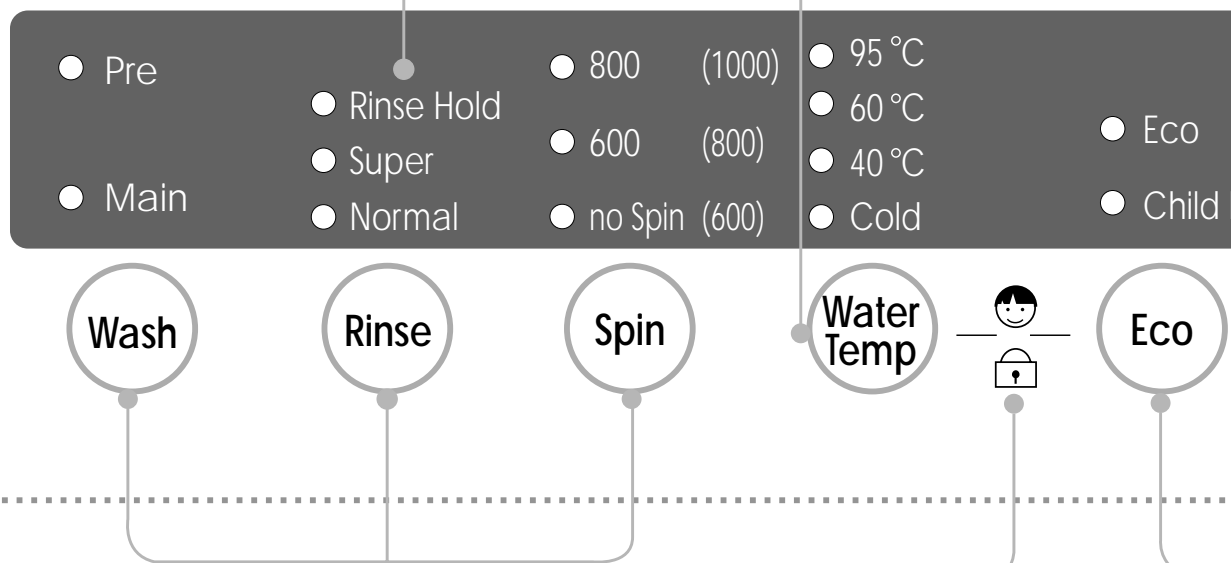 Pre
Main
Rinse Hold
Super
Normal
800 (1000)
600 (800)
no Spin (600)
95 °C
60 °C
40 °C
Cold
Eco
Child
Wash
Rinse
Spin
Water
Temp
Eco